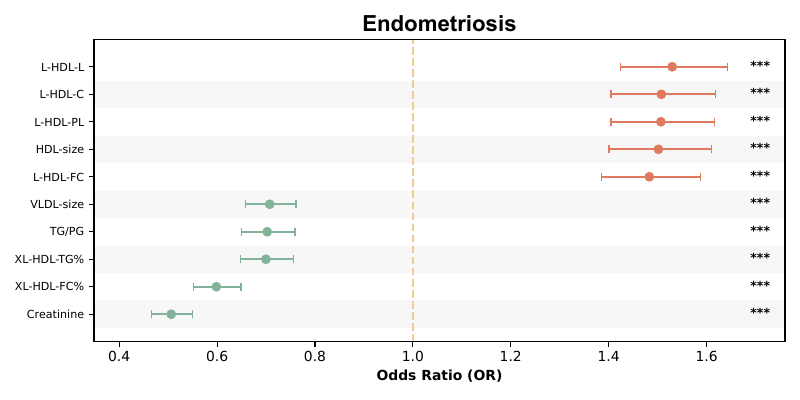 Endometriosis
L-HDL-L ***
L-HDL-C ***
L-HDL-PL ***
HDL-size ***
L-HDL-FC ***
VLDL-size ***
TG/PG ***
XL-HDL-TG% ***
XL-HDL-FC% ***
Creatinine ***
0.4 0.6 0.8 1.0 1.2 1.4 1.6
Odds Ratio (OR)